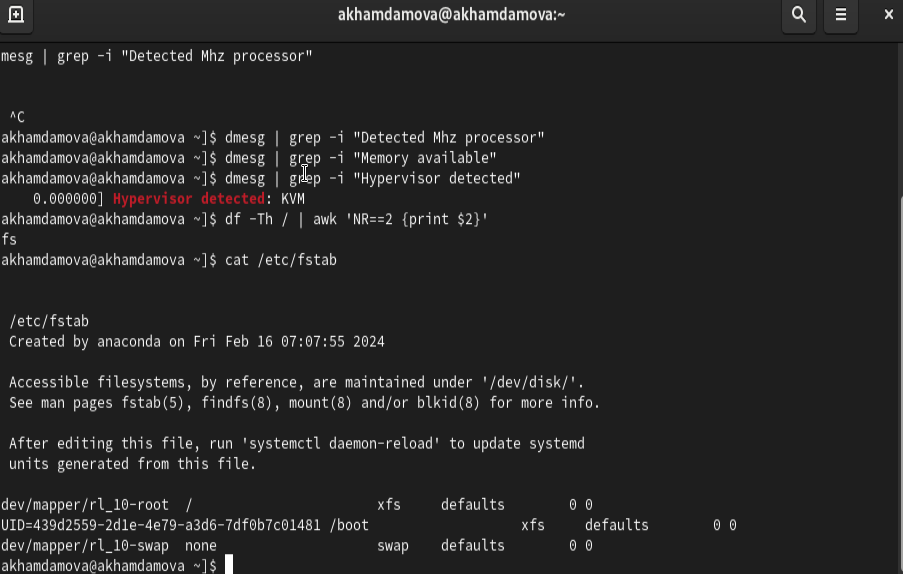 akhamdamova@akhamdamova:~
mesg | grep -i "Detected Mhz processor"
^C
akhamdamova@akhamdamova ~]$ dmesg | grep -i "Detected Mhz processor"
akhamdamova@akhamdamova ~]$ dmesg | grep -i "Memory available"
akhamdamova@akhamdamova ~]$ dmesg | grep -i "Hypervisor detected"
0.000000] Hypervisor detected: KVM
akhamdamova@akhamdamova ~]$ df -Th / | awk 'NR==2 {print $2}'
fs
akhamdamova@akhamdamova ~]$ cat /etc/fstab
/etc/fstab
Created by anaconda on Fri Feb 16 07:07:55 2024
Accessible filesystems, by reference, are maintained under '/dev/disk/'.
See man pages fstab(5), findfs(8), mount(8) and/or blkid(8) for more info.
After editing this file, run 'systemctl daemon-reload' to update systemd
units generated from this file.
dev/mapper/rl_10-root / xfs defaults 0 0
UID=439d2559-2d1e-4e79-a3d6-7df0b7c01481 /boot xfs defaults 0 0
dev/mapper/rl_10-swap none swap defaults 0 0
akhamdamova@akhamdamova ~]$